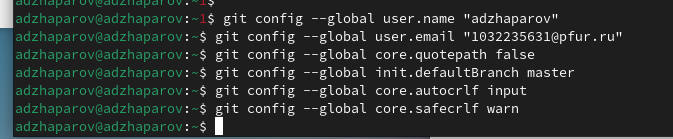 adzhaparov@adzhaparov:~1$
adzhaparov@adzhaparov:~1$ git config --global user.name "adzhaparov"
adzhaparov@adzhaparov:~$ git config --global user.email "1032235631@pfur.ru"
adzhaparov@adzhaparov:~$ git config --global core.quotepath false
adzhaparov@adzhaparov:~$ git config --global init.defaultBranch master
adzhaparov@adzhaparov:~$ git config --global core.autocrlf input
adzhaparov@adzhaparov:~$ git config --global core.safecrlf warn
adzhaparov@adzhaparov:~$